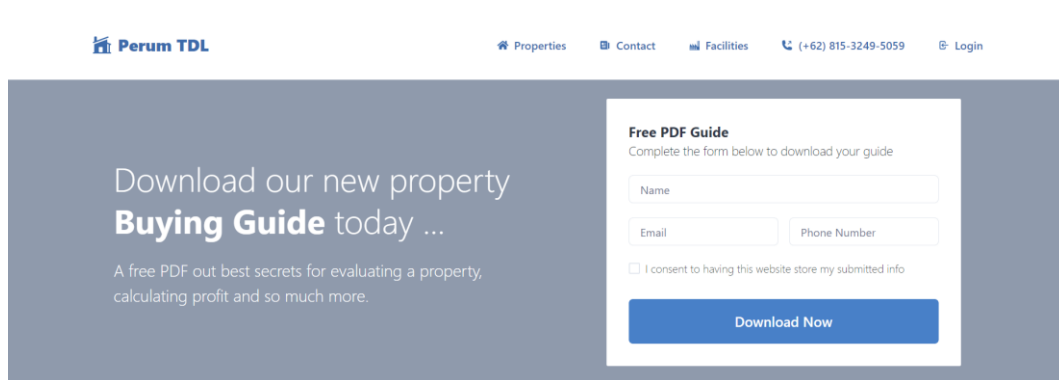 Perum TDL
Properties
Contact
Facilities
(+62) 815-3249-5059
Login
Download our new property
Buying Guide today ...
A free PDF out best secrets for evaluating a property,
calculating profit and so much more.
Free PDF Guide
Complete the form below to download your guide
Name
Email
Phone Number
I consent to having this website store my submitted info
Download Now